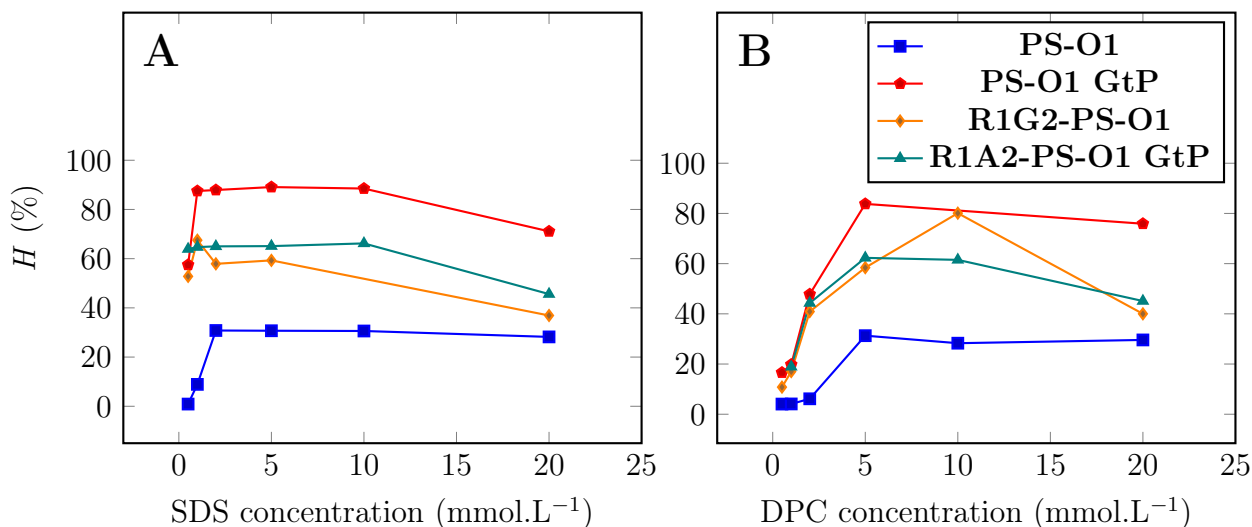 A
B
PS-O1
PS-O1 GtP
R1G2-PS-O1
R1A2-PS-O1 GtP
H (%)
100
80
60
40
20
0
100
80
60
40
20
0
0 5 10 15 20 25
0 5 10 15 20 25
SDS concentration (mmol.L⁻¹)
DPC concentration (mmol.L⁻¹)